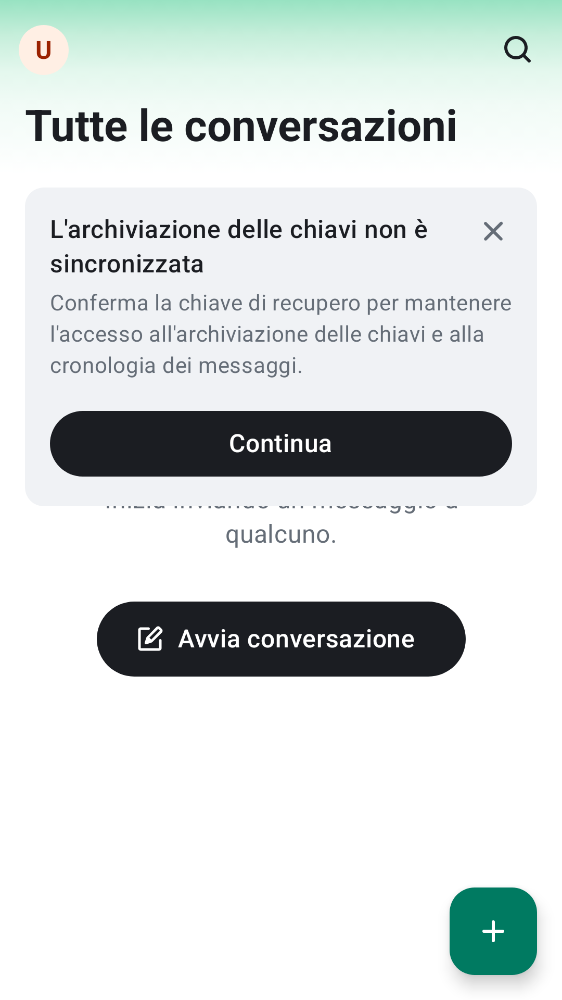 U
Tutte le conversazioni
L'archiviazione delle chiavi non è
sincronizzata
Conferma la chiave di recupero per mantenere
l'accesso all'archiviazione delle chiavi e alla
cronologia dei messaggi.
Continua
qualcuno.
Avvia conversazione